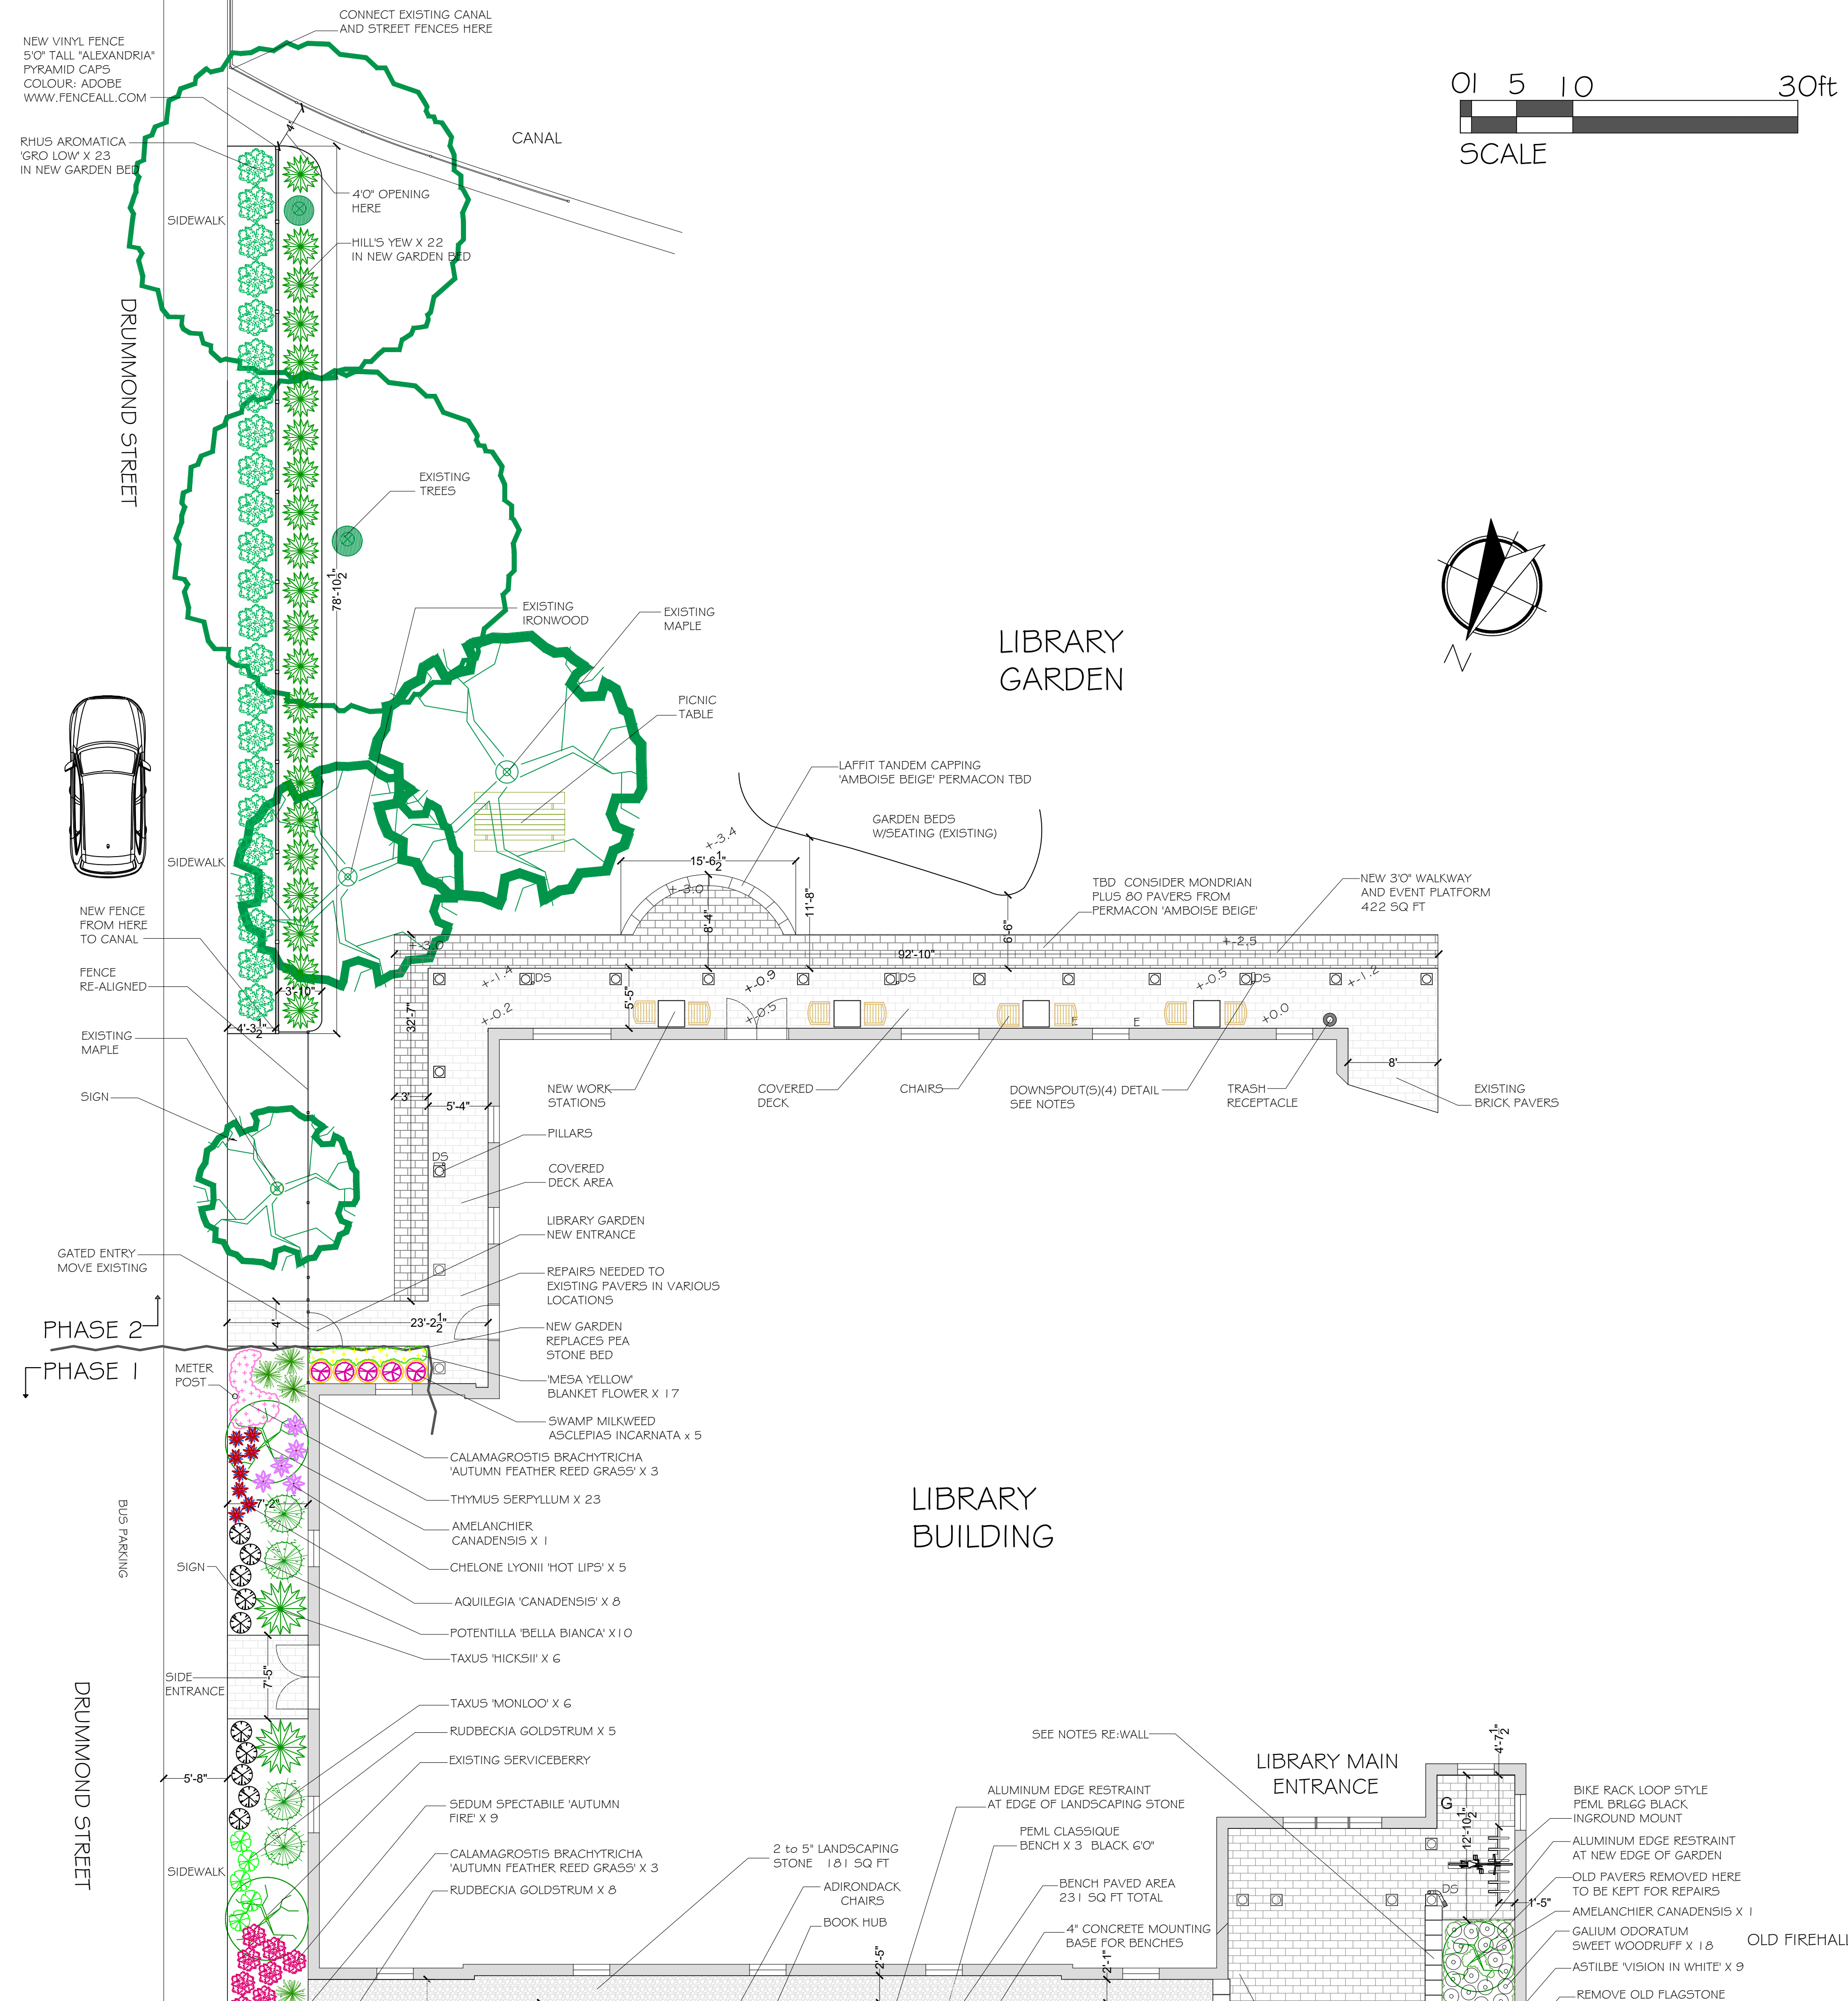 CONNECT EXISTING CANAL
AND STREET FENCES HERE
NEW VINYL FENCE
5'0" TALL "ALEXANDRIA"
PYRAMID CAPS
COLOUR: ADOBE
WWW.FENCEALL.COM
01 5 10 30ft
SCALE
4'
CANAL
RHUS AROMATICA
'GRO LOW' X 23
IN NEW GARDEN BED
4'0" OPENING
HERE
SIDEWALK
HILL'S YEW X 22
IN NEW GARDEN BED
DRUMMOND STREET
EXISTING
TREES
78'-10 1/2"
EXISTING
IRONWOOD
EXISTING
MAPLE
LIBRARY
GARDEN
N
PICNIC
TABLE
LAFFIT TANDEM CAPPING
'AMBOISE BEIGE' PERMACON TBD
GARDEN BEDS
W/SEATING (EXISTING)
+-3.4
15'-6 1/2"
SIDEWALK
+-3.0
8'-4"
11'-8"
6'-6"
TBD CONSIDER MONDRIAN
PLUS 80 PAVERS FROM
PERMACON 'AMBOISE BEIGE'
NEW 3'0" WALKWAY
AND EVENT PLATFORM
422 SQ FT
NEW FENCE
FROM HERE
TO CANAL
+-3.0
+-2.5
92'-10"
FENCE
RE-ALIGNED
+-1.4
DS
+-0.9
DS
+-0.5
DS
+-1.2
3'-10"
5'-5"
32'-7"
+-0.2
+-0.5
E
E
+0.0
4'-3 1/2"
EXISTING
MAPLE
8'
SIGN
3'
5'-4"
NEW WORK
STATIONS
COVERED
DECK
CHAIRS
DOWNSPOUT(S)(4) DETAIL
SEE NOTES
TRASH
RECEPTACLE
EXISTING
BRICK PAVERS
PILLARS
DS
COVERED
DECK AREA
LIBRARY GARDEN
NEW ENTRANCE
GATED ENTRY
MOVE EXISTING
REPAIRS NEEDED TO
EXISTING PAVERS IN VARIOUS
LOCATIONS
4'
23'-2 1/2"
PHASE 2
NEW GARDEN
REPLACES PEA
STONE BED
PHASE 1
METER
POST
'MESA YELLOW'
BLANKET FLOWER X 17
SWAMP MILKWEED
ASCLEPIAS INCARNATA x 5
CALAMAGROSTIS BRACHYTRICHA
'AUTUMN FEATHER REED GRASS' X 3
THYMUS SERPYLLUM X 23
7'-2"
LIBRARY
BUILDING
BUS PARKING
AMELANCHIER
CANADENSIS X 1
CHELONE LYONII 'HOT LIPS' X 5
SIGN
AQUILEGIA 'CANADENSIS' X 8
POTENTILLA 'BELLA BIANCA' X10
TAXUS 'HICKSII' X 6
7'-5"
SIDE
ENTRANCE
TAXUS 'MONLOO' X 6
DRUMMOND STREET
RUDBECKIA GOLDSTRUM X 5
SEE NOTES RE:WALL
4'-7 1/2"
EXISTING SERVICEBERRY
LIBRARY MAIN
ENTRANCE
5'-8"
ALUMINUM EDGE RESTRAINT
AT EDGE OF LANDSCAPING STONE
G
12'-10 1/2"
BIKE RACK LOOP STYLE
PEML BRL6G BLACK
INGROUND MOUNT
SEDUM SPECTABILE 'AUTUMN
FIRE' X 9
PEML CLASSIQUE
BENCH X 3 BLACK 6'0"
ALUMINUM EDGE RESTRAINT
AT NEW EDGE OF GARDEN
2 to 5" LANDSCAPING
STONE 181 SQ FT
CALAMAGROSTIS BRACHYTRICHA
'AUTUMN FEATHER REED GRASS' X 3
SIDEWALK
ADIRONDACK
CHAIRS
BENCH PAVED AREA
231 SQ FT TOTAL
OLD PAVERS REMOVED HERE
TO BE KEPT FOR REPAIRS
DS
1'-5"
RUDBECKIA GOLDSTRUM X 8
AMELANCHIER CANADENSIS X 1
BOOK HUB
4" CONCRETE MOUNTING
BASE FOR BENCHES
GALIUM ODORATUM
SWEET WOODRUFF X 18
OLD FIREHALL
2'-5"
2'-1"
ASTILBE 'VISION IN WHITE' X 9
REMOVE OLD FLAGSTONE